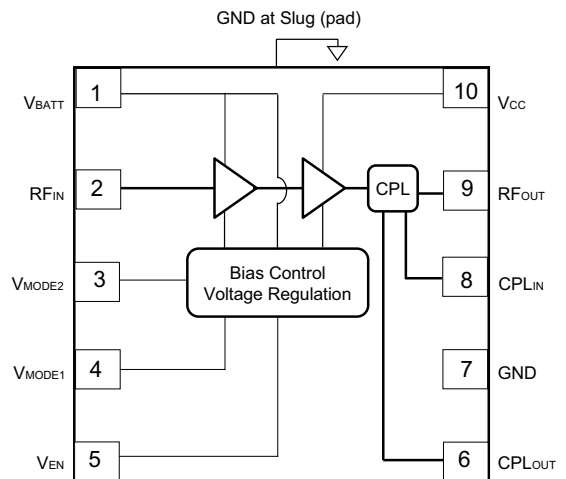 GND at Slug (pad)
1
VBATT
10
VCC
2
RFIN
CPL
9
RFOUT
3
VMODE2
Bias Control
Voltage Regulation
8
CPLIN
4
VMODE1
7
GND
5
VEN
6
CPLOUT